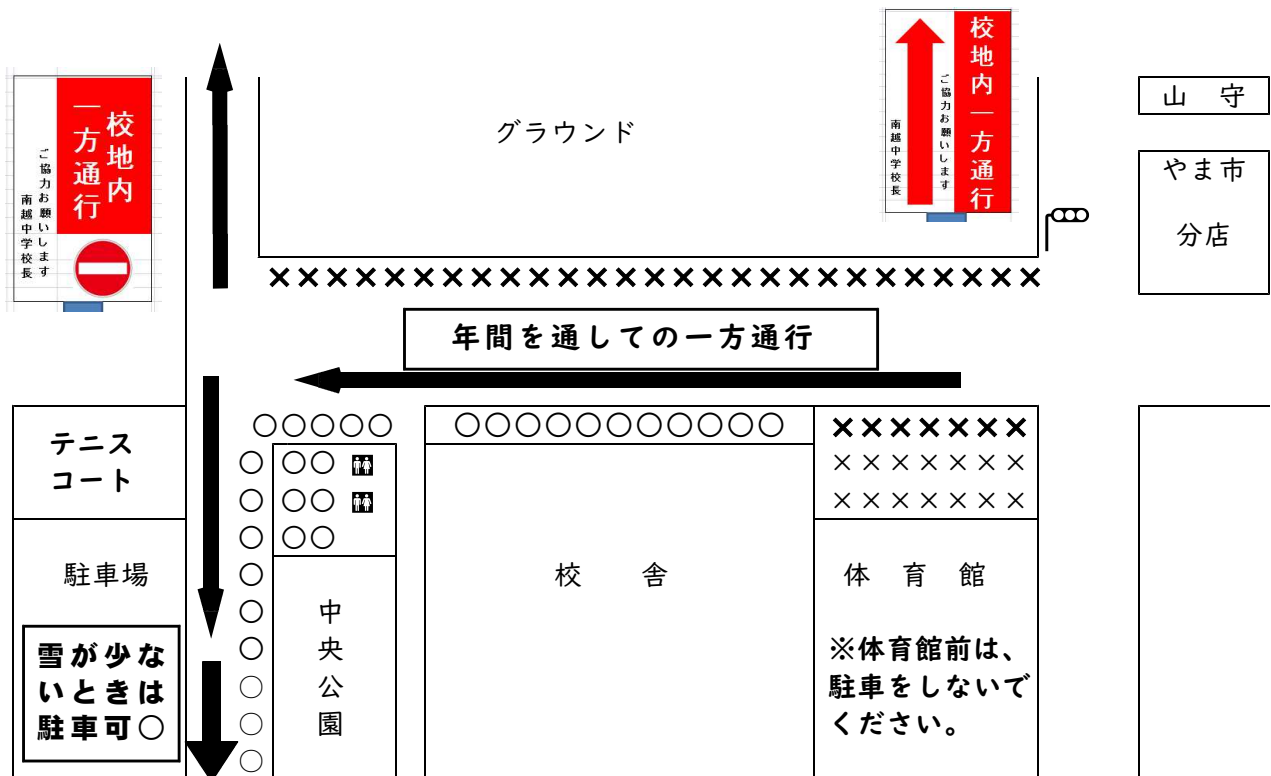 校地内
一方通行
ご協力お願いします
南越中学校長
グラウンド
校地内一方通行
ご協力お願いします
南越中学校長
山　守
やま市
分店
×××××××××××××××××××××××××××
年間を通しての一方通行
テニス
コート
○○○○○
○○○○○○○○○○○
×××××××
×××××××
×××××××
○
○
○
○
○
○
○
○
○
○○
○○
○○
駐車場
雪が少な
いときは
駐車可○
中央公園
校　舎
体　育　館
※体育館前は、
駐車をしないで
ください。